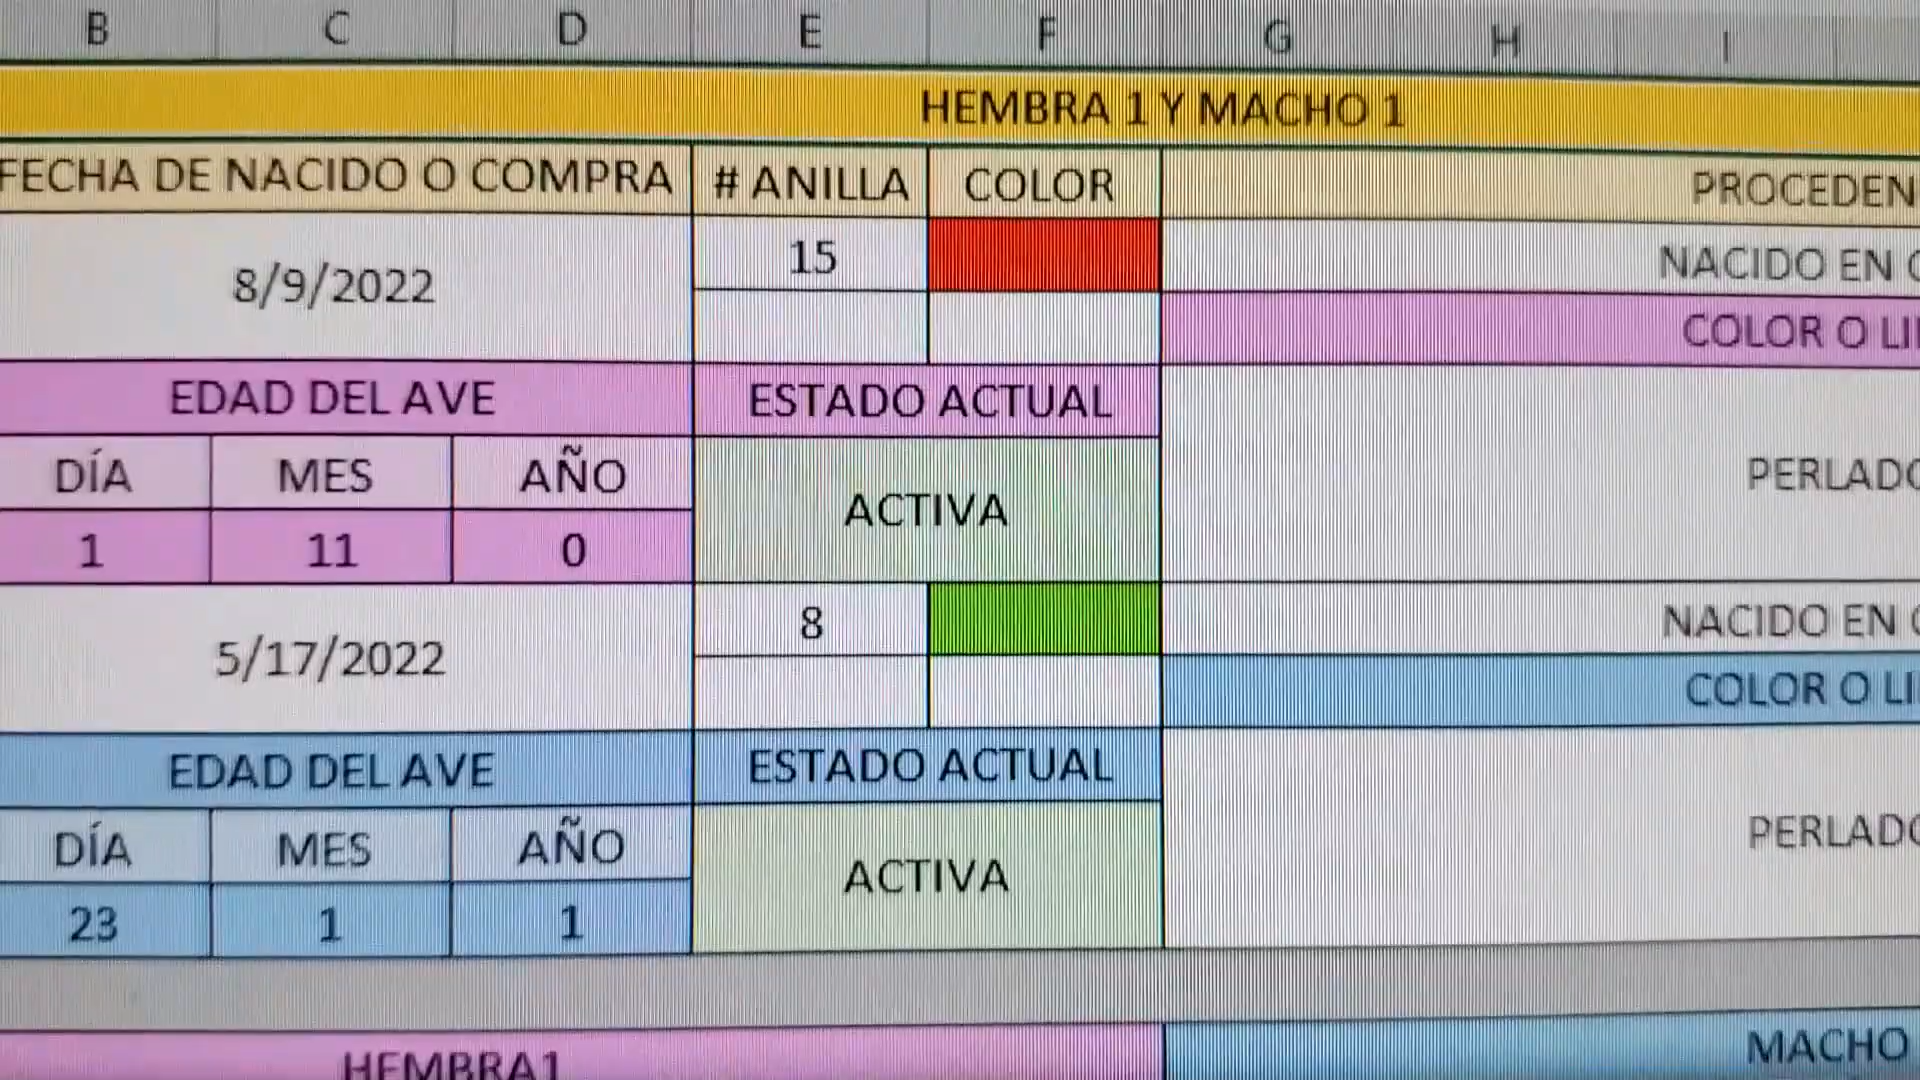 B C D E F G H I
HEMBRA 1 Y MACHO 1
FECHA DE NACIDO O COMPRA # ANILLA COLOR PROCEDEN
8/9/2022 15 NACIDO EN
COLOR O LI
EDAD DEL AVE ESTADO ACTUAL
DÍA MES AÑO ACTIVA PERLADO
1 11 0
5/17/2022 8 NACIDO EN
COLOR O LI
EDAD DEL AVE ESTADO ACTUAL
DÍA MES AÑO ACTIVA PERLADO
23 1 1
HEMBRA1 MACHO